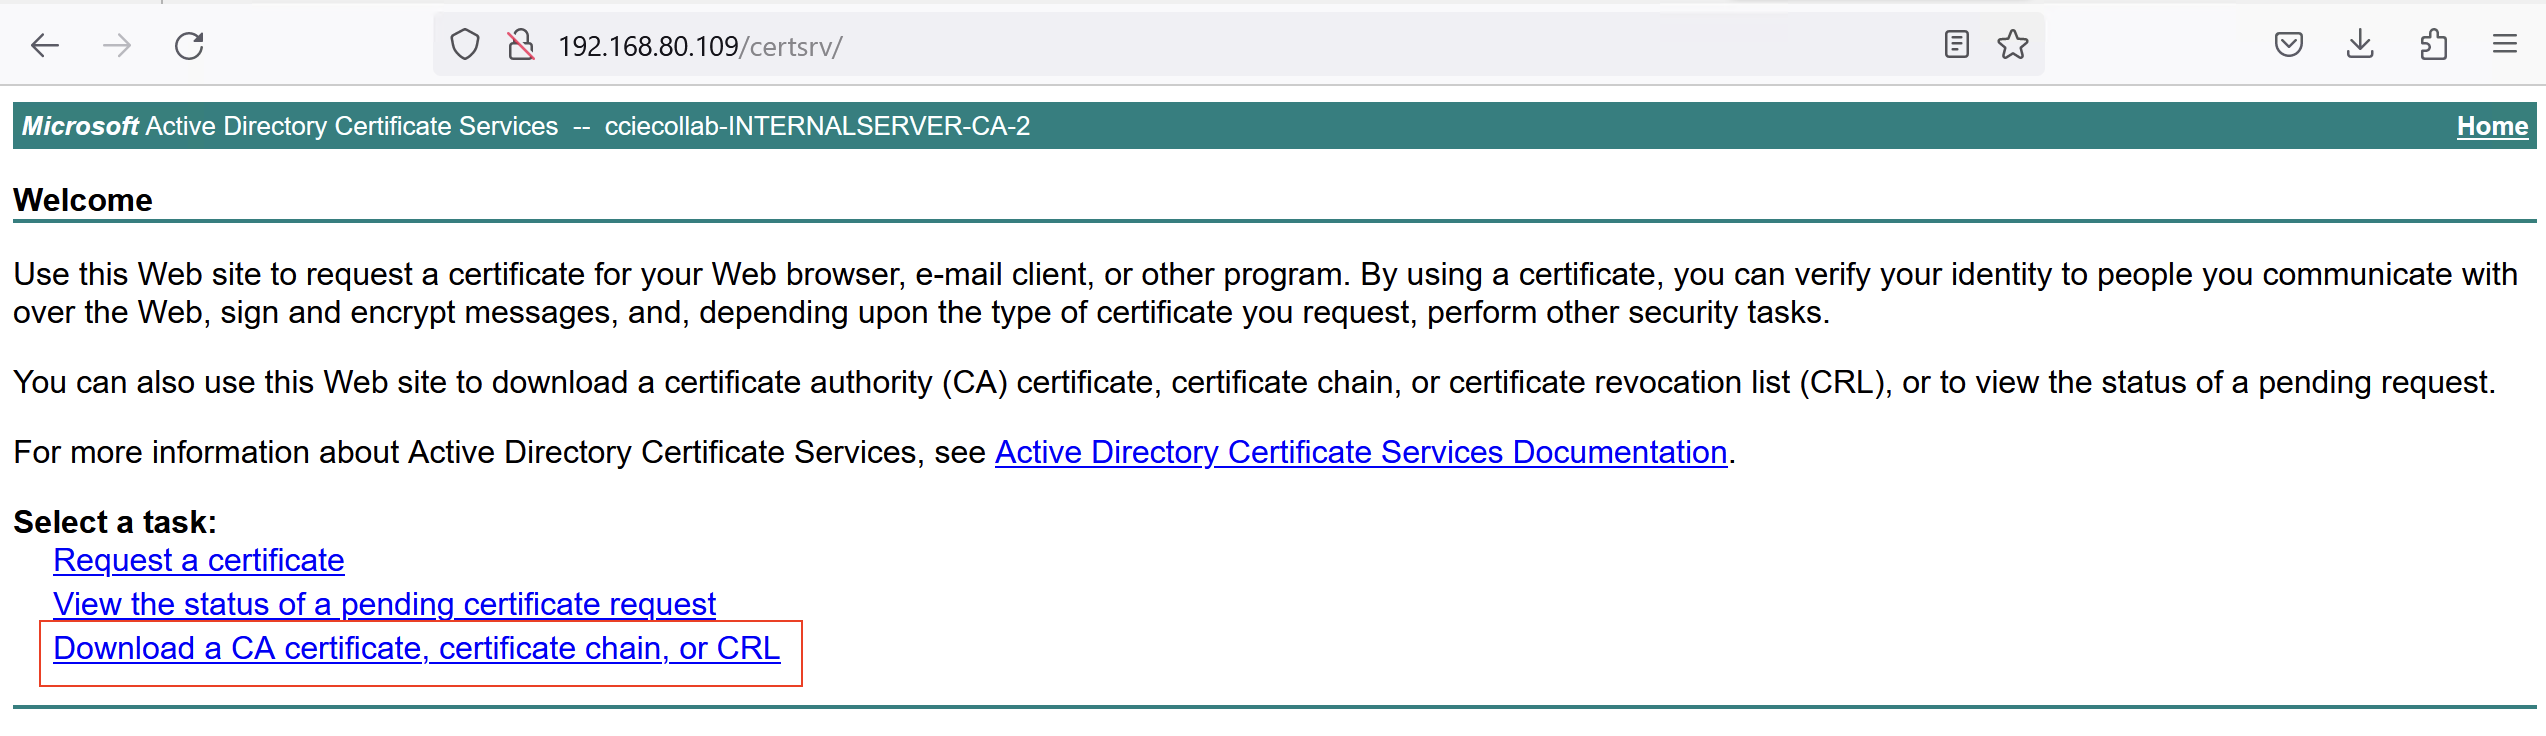 192.168.80.109/certsrv/
Microsoft Active Directory Certificate Services -- cciecollab-INTERNALSERVER-CA-2 Home
Welcome
Use this Web site to request a certificate for your Web browser, e-mail client, or other program. By using a certificate, you can verify your identity to people you communicate with
over the Web, sign and encrypt messages, and, depending upon the type of certificate you request, perform other security tasks.
You can also use this Web site to download a certificate authority (CA) certificate, certificate chain, or certificate revocation list (CRL), or to view the status of a pending request.
For more information about Active Directory Certificate Services, see Active Directory Certificate Services Documentation.
Select a task:
Request a certificate
View the status of a pending certificate request
Download a CA certificate, certificate chain, or CRL